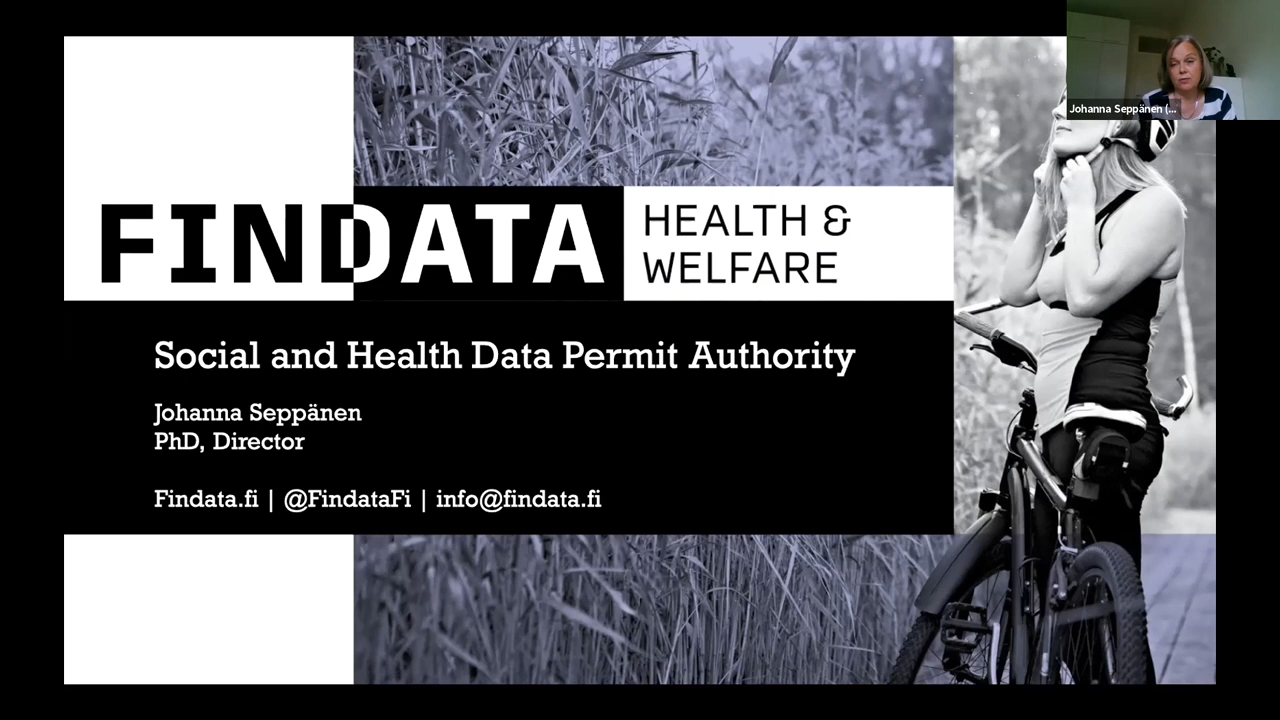 FINDATA
HEALTH &
WELFARE
Social and Health Data Permit Authority
Johanna Seppänen
PhD, Director
Findata.fi | @FindataFi | info@findata.fi
Johanna Seppänen (...